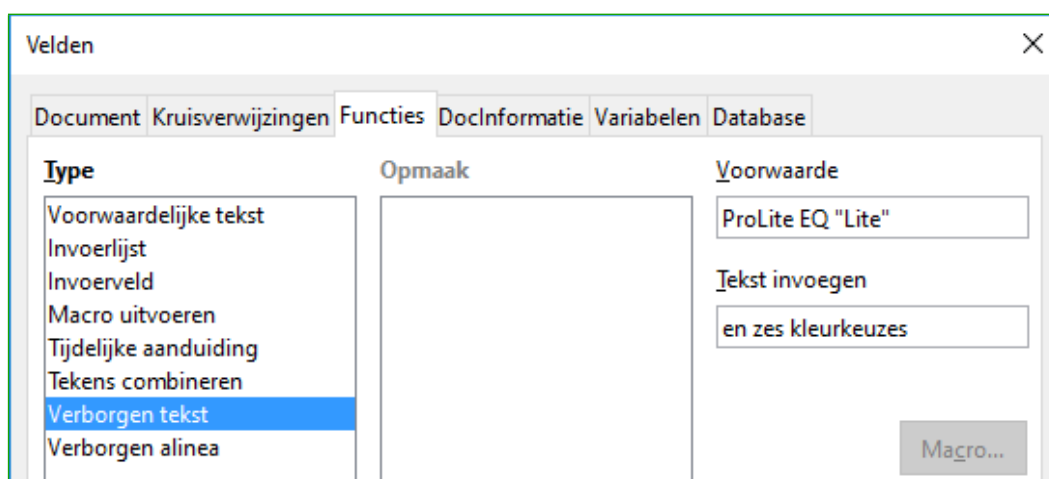 Velden
Document Kruisverwijzingen Functies DocInformatie Variabelen Database
Type
Opmaak
Voorwaarde
Voorwaardelijke tekst
Invoerlijst
Invoerveld
Macro uitvoeren
Tijdelijke aanduiding
Tekens combineren
Verborgen tekst
Verborgen alinea
ProLite EQ "Lite"
Tekst invoegen
en zes kleurkeuzes
Macro...